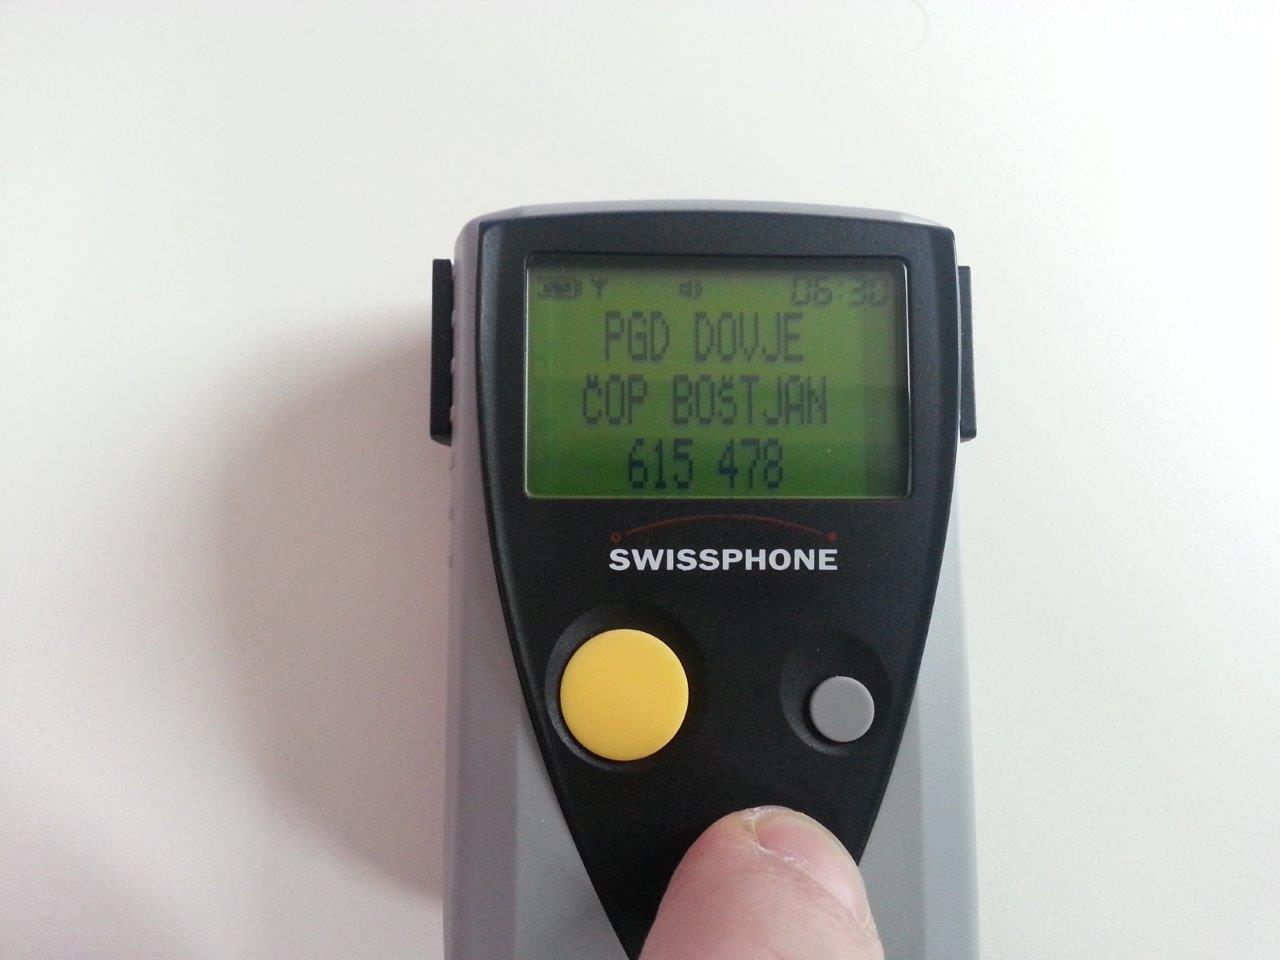 06:30
PGD DOVJE
ČOP BOŠTJAN
615 478
SWISSPHONE